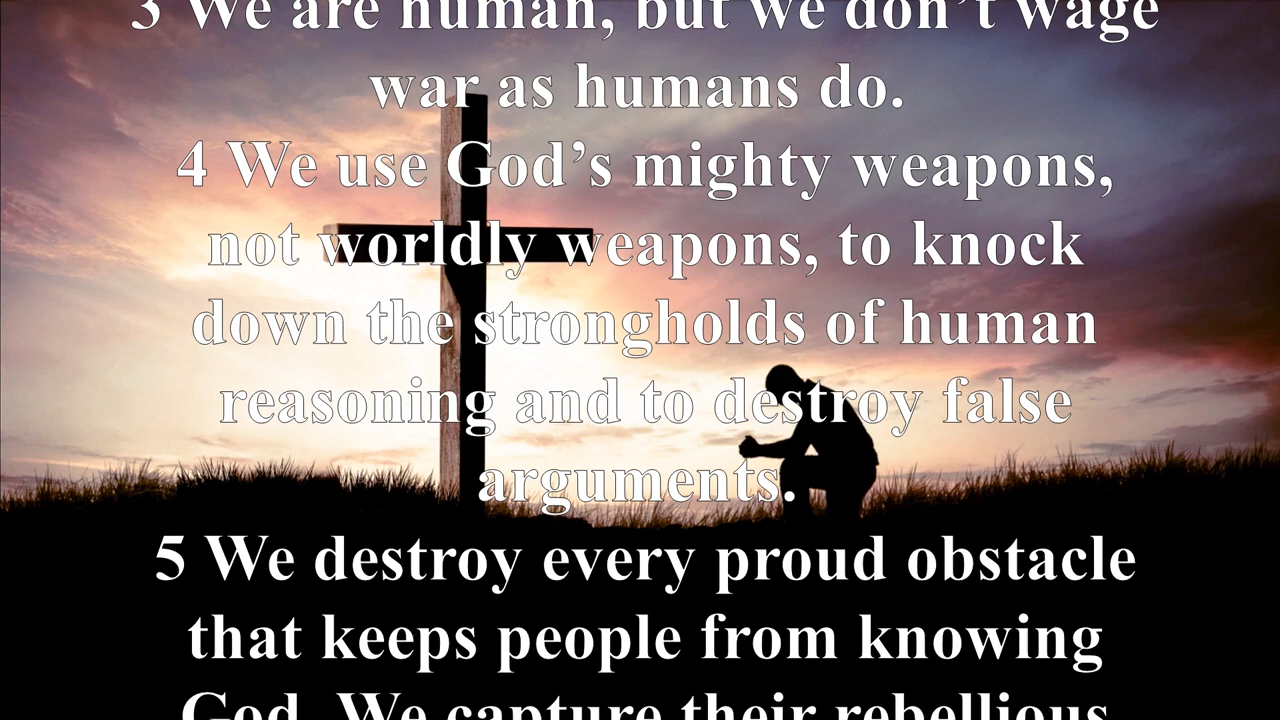 3 We are human, but we don’t wage
war as humans do.
4 We use God’s mighty weapons,
not worldly weapons, to knock
down the strongholds of human
reasoning and to destroy false
arguments.
5 We destroy every proud obstacle
that keeps people from knowing
God. We capture their rebellious